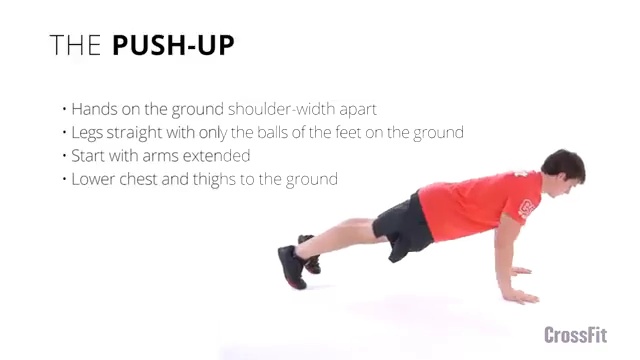 THE PUSH-UP
• Hands on the ground shoulder-width apart
• Legs straight with only the balls of the feet on the ground
• Start with arms extended
• Lower chest and thighs to the ground
CrossFit